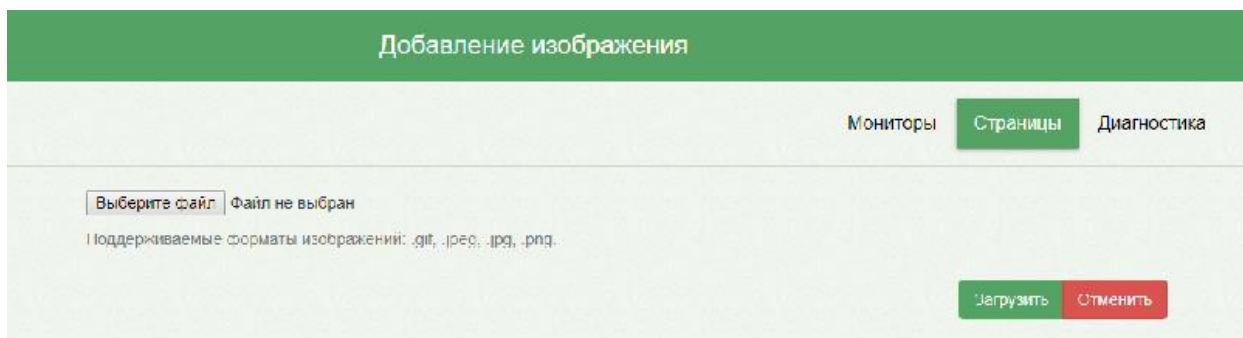 Добавление изображения
Мониторы Страницы Диагностика
Выберите файл Файл не выбран
Поддерживаемые форматы изображений: .gif, .jpeg, .jpg, .png.
Загрузить Отменить